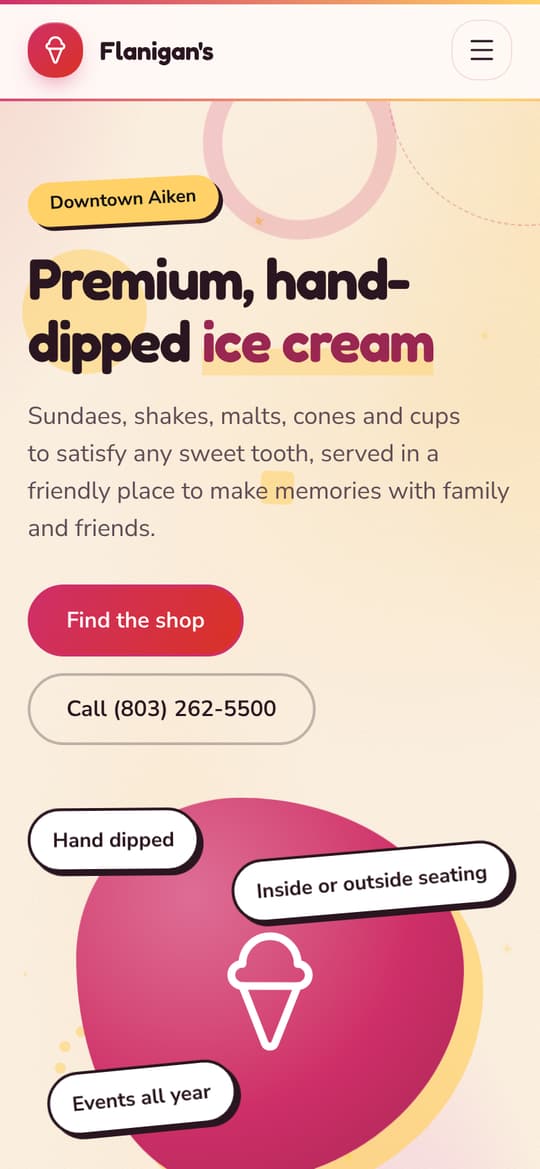 Flanigan's
Downtown Aiken
Premium, hand-
dipped ice cream
Sundaes, shakes, malts, cones and cups
to satisfy any sweet tooth, served in a
friendly place to make memories with family
and friends.
Find the shop
Call (803) 262-5500
Hand dipped
Inside or outside seating
Events all year